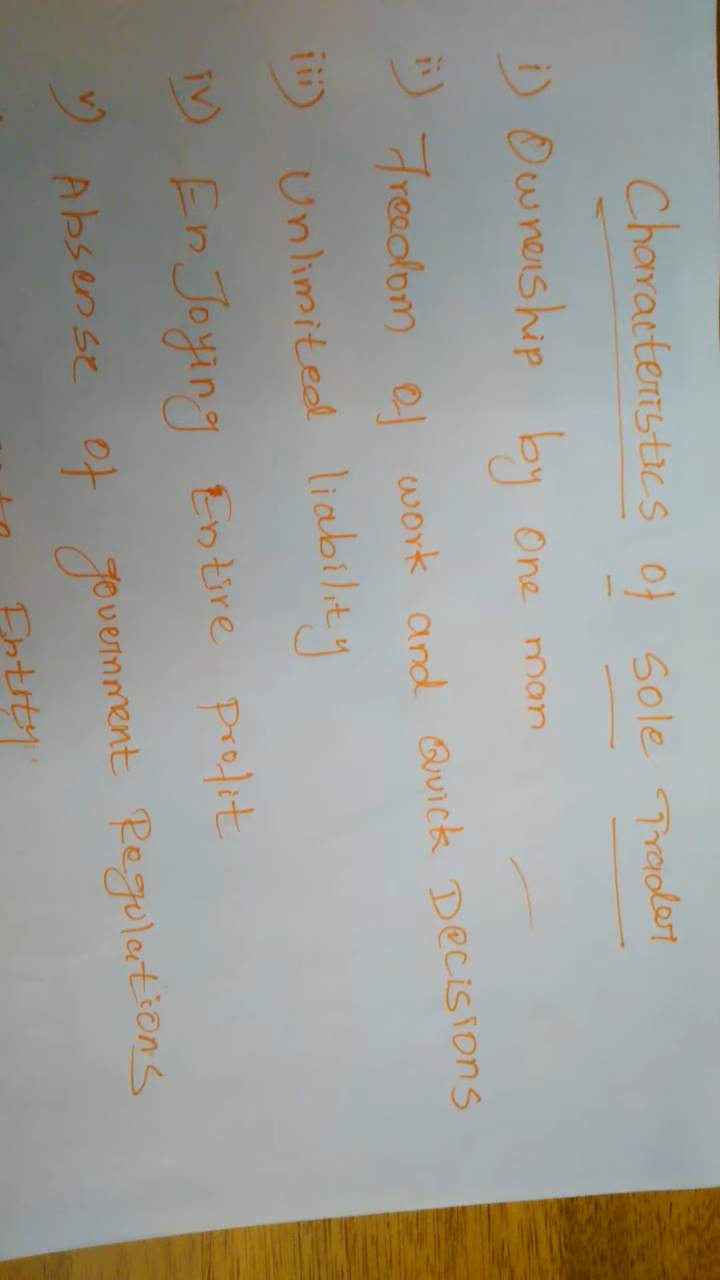 Characteristics of Sole Trader
i) Ownership by one man
ii) Freedom of work and Quick Decisions
iii) Unlimited liability
iv) EnJoying Entire profit
v) Absense of government Regulations
Entity